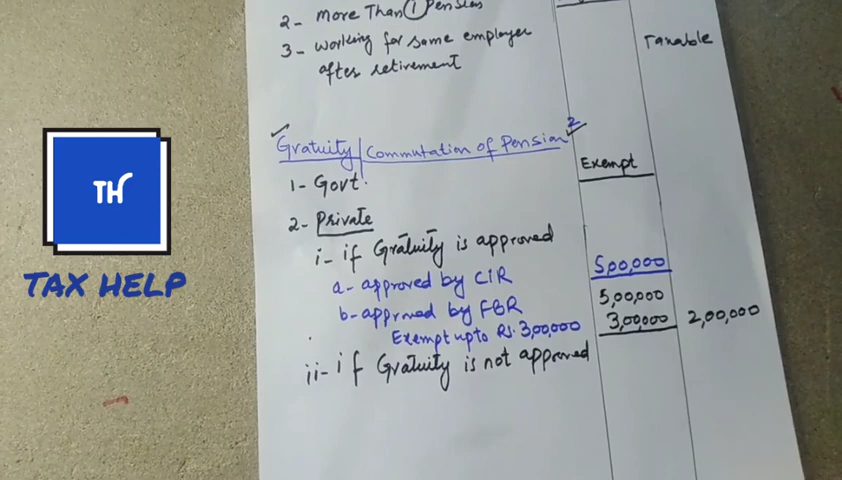 2- More Than 1 Pension
3- working for same employer
after retirement
Taxable
Gratuity | Commutation of Pension 2
Exempt
1- Govt.
2- Private
i- if Gratuity is approved
a- approved by CIR
500,000
b- approved by FBR
5,00,000
Exempt upto Rs. 3,00,000
3,00,000 2,00,000
ii- if Gratuity is not approved
TH
TAX HELP